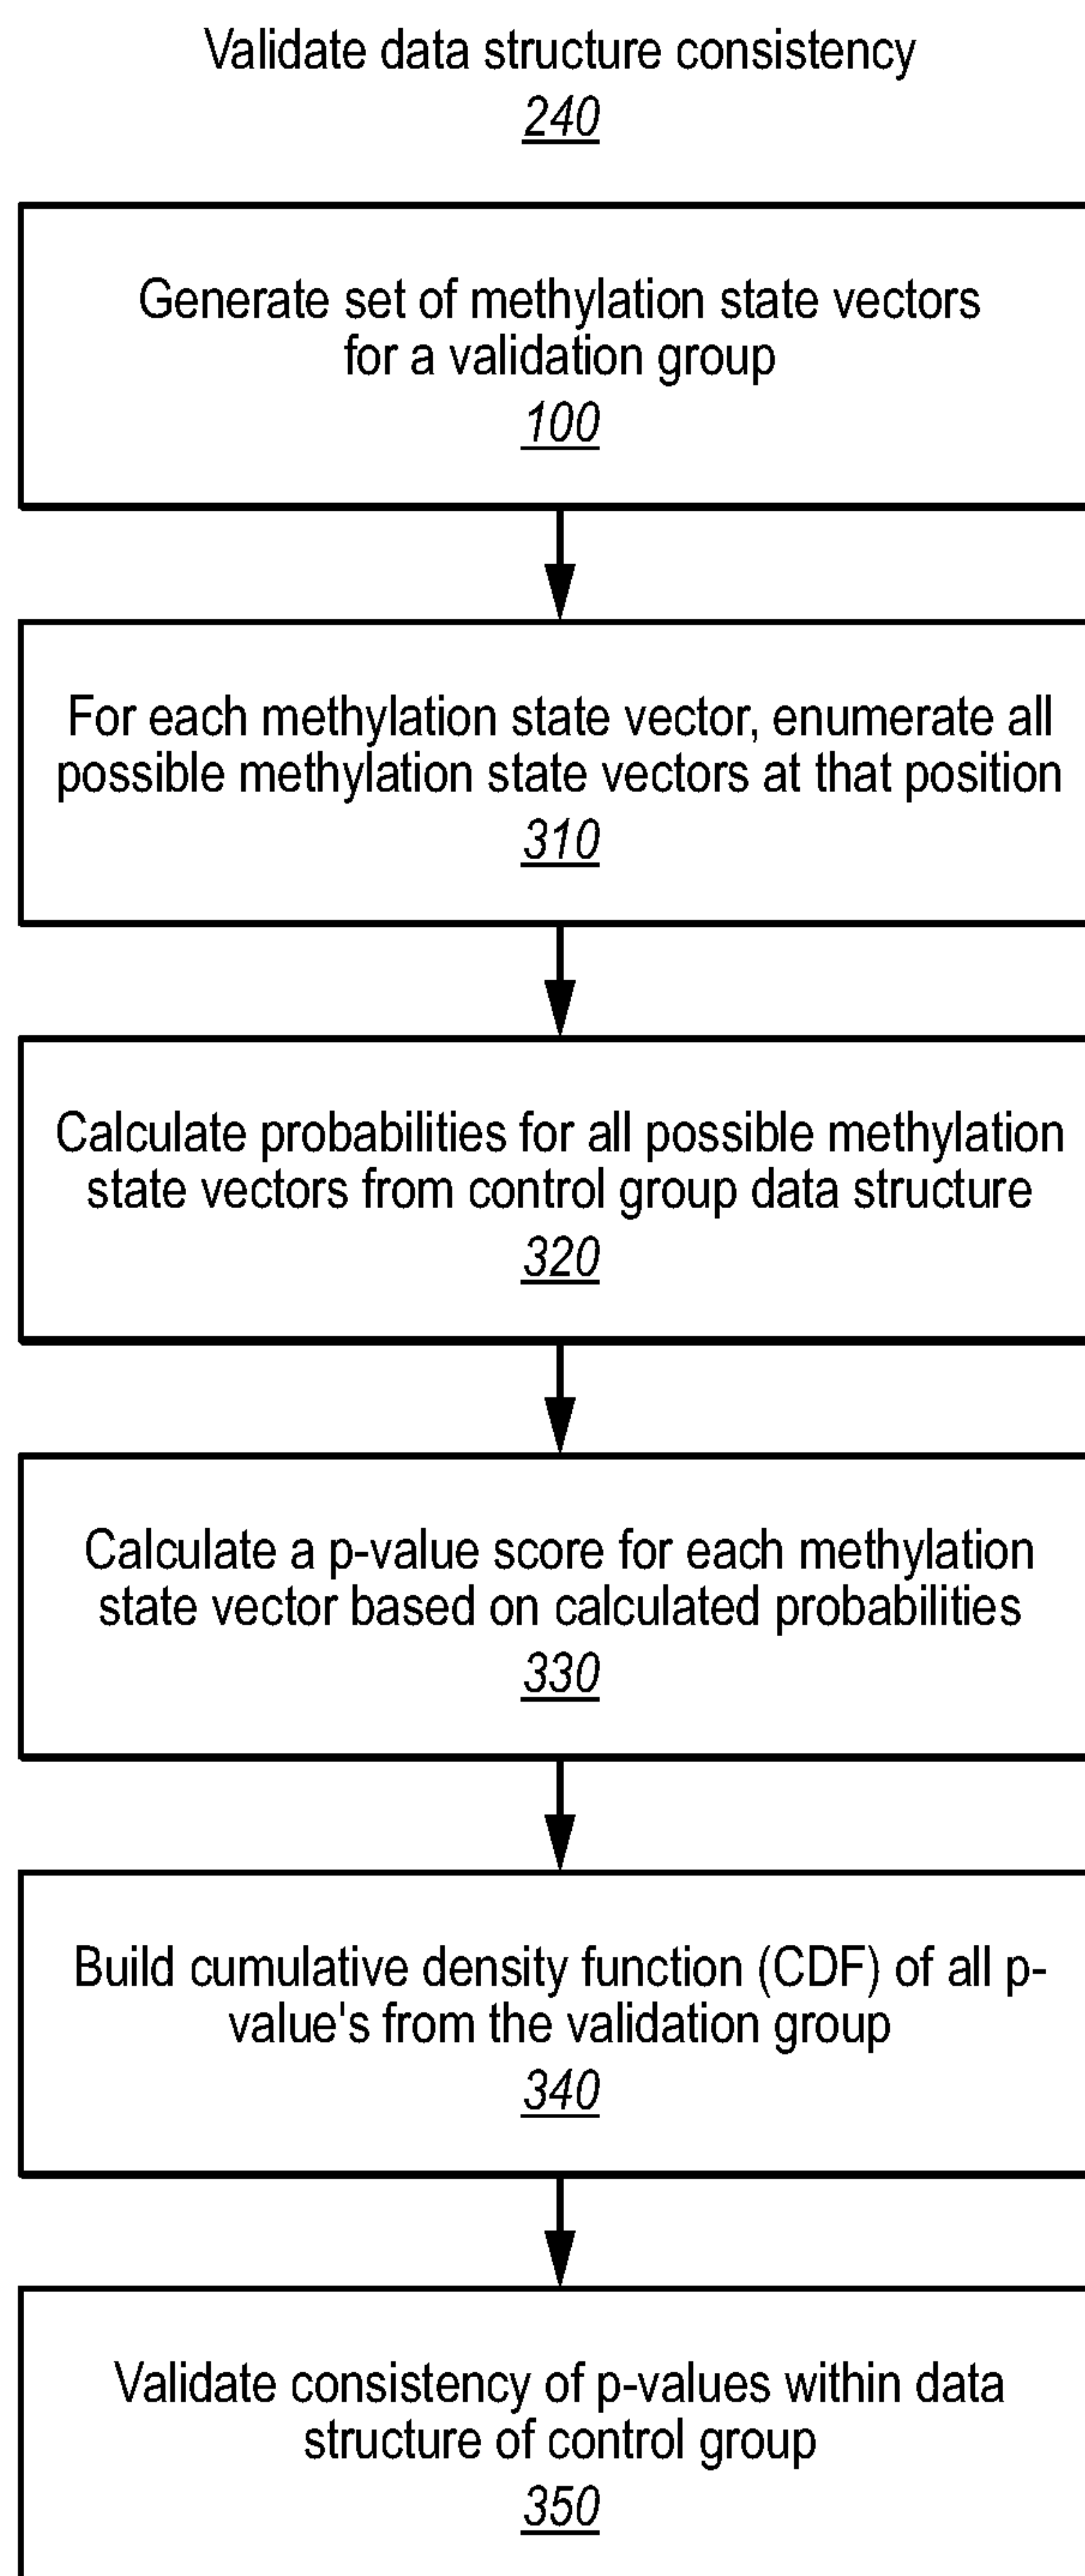 Validate data structure consistency
240
Generate set of methylation state vectors
for a validation group
100
For each methylation state vector, enumerate all
possible methylation state vectors at that position
310
Calculate probabilities for all possible methylation
state vectors from control group data structure
320
Calculate a p-value score for each methylation
state vector based on calculated probabilities
330
Build cumulative density function (CDF) of all p-
value's from the validation group
340
Validate consistency of p-values within data
structure of control group
350